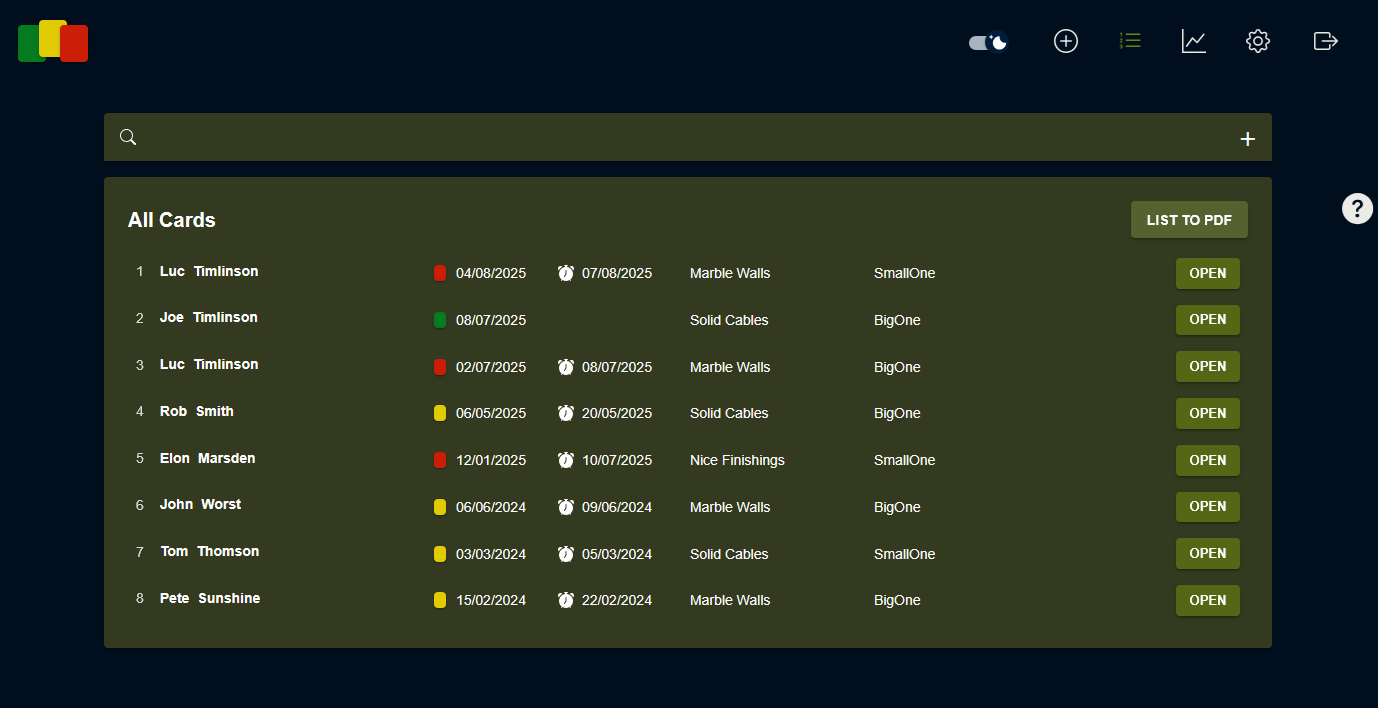 ?
All Cards LIST TO PDF
1 Luc Timlinson 04/08/2025 07/08/2025 Marble Walls SmallOne OPEN
2 Joe Timlinson 08/07/2025 Solid Cables BigOne OPEN
3 Luc Timlinson 02/07/2025 08/07/2025 Marble Walls BigOne OPEN
4 Rob Smith 06/05/2025 20/05/2025 Solid Cables BigOne OPEN
5 Elon Marsden 12/01/2025 10/07/2025 Nice Finishings SmallOne OPEN
6 John Worst 06/06/2024 09/06/2024 Marble Walls BigOne OPEN
7 Tom Thomson 03/03/2024 05/03/2024 Solid Cables SmallOne OPEN
8 Pete Sunshine 15/02/2024 22/02/2024 Marble Walls BigOne OPEN